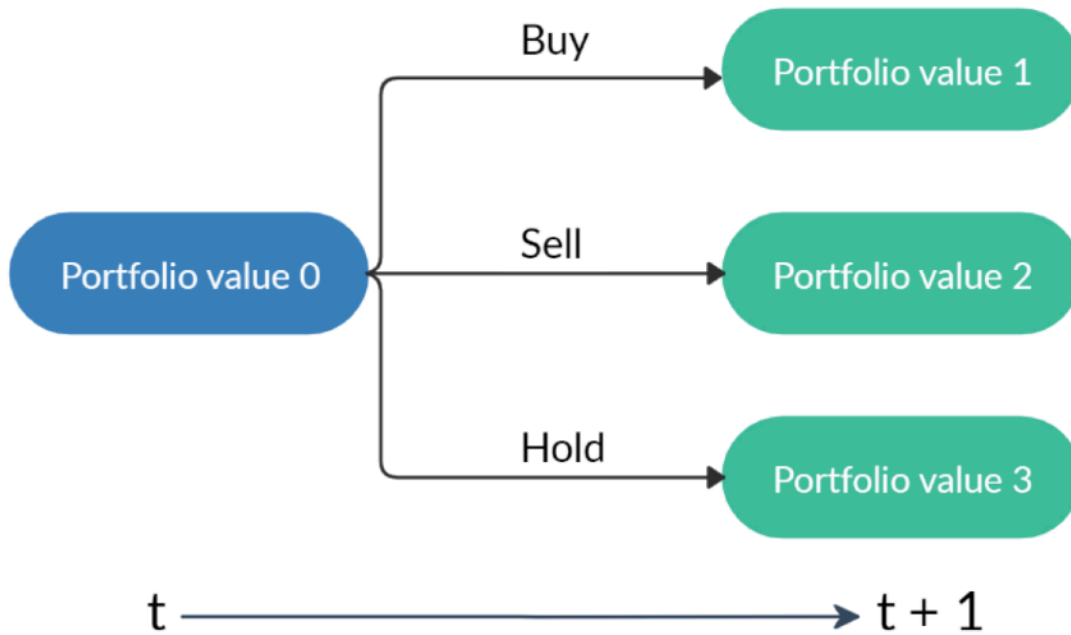 Buy
Portfolio value 1
Portfolio value 0
Sell
Portfolio value 2
Hold
Portfolio value 3
t
t + 1